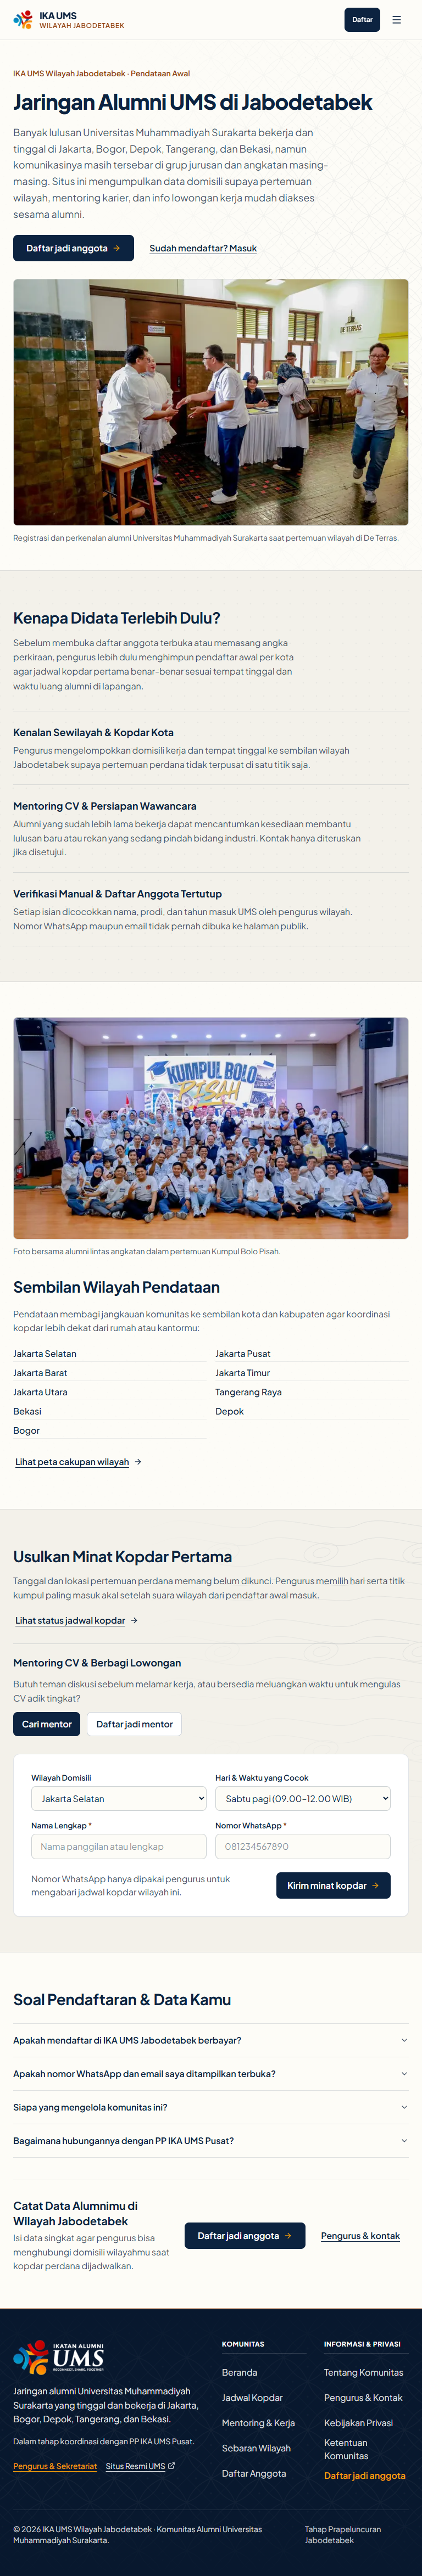 IKA UMS
WILAYAH JABODETABEK
Daftar
IKA UMS Wilayah Jabodetabek · Pendataan Awal
Jaringan Alumni UMS di Jabodetabek
Banyak lulusan Universitas Muhammadiyah Surakarta bekerja dan
tinggal di Jakarta, Bogor, Depok, Tangerang, dan Bekasi, namun
komunikasinya masih tersebar di grup jurusan dan angkatan masing-
masing. Situs ini mengumpulkan data domisili supaya pertemuan
wilayah, mentoring karier, dan info lowongan kerja mudah diakses
sesama alumni.
Daftar jadi anggota →
Sudah mendaftar? Masuk
DE TERRAS
Registrasi dan perkenalan alumni Universitas Muhammadiyah Surakarta saat pertemuan wilayah di De Terras.
Kenapa Didata Terlebih Dulu?
Sebelum membuka daftar anggota terbuka atau memasang angka
perkiraan, pengurus lebih dulu menghimpun pendaftar awal per kota
agar jadwal kopdar pertama benar-benar sesuai tempat tinggal dan
waktu luang alumni di lapangan.
Kenalan Sewilayah & Kopdar Kota
Pengurus mengelompokkan domisili kerja dan tempat tinggal ke sembilan wilayah
Jabodetabek supaya pertemuan perdana tidak terpusat di satu titik saja.
Mentoring CV & Persiapan Wawancara
Alumni yang sudah lebih lama bekerja dapat mencantumkan kesediaan membantu
lulusan baru atau rekan yang sedang pindah bidang industri. Kontak hanya diteruskan
jika disetujui.
Verifikasi Manual & Daftar Anggota Tertutup
Setiap isian dicocokkan nama, prodi, dan tahun masuk UMS oleh pengurus wilayah.
Nomor WhatsApp maupun email tidak pernah dibuka ke halaman publik.
KUMPUL BOLO
PISAH
Foto bersama alumni lintas angkatan dalam pertemuan Kumpul Bolo Pisah.
Sembilan Wilayah Pendataan
Pendataan membagi jangkauan komunitas ke sembilan kota dan kabupaten agar koordinasi
kopdar lebih dekat dari rumah atau kantormu:
Jakarta Selatan
Jakarta Pusat
Jakarta Barat
Jakarta Timur
Jakarta Utara
Tangerang Raya
Bekasi
Depok
Bogor
Lihat peta cakupan wilayah →
Usulkan Minat Kopdar Pertama
Tanggal dan lokasi pertemuan perdana memang belum dikunci. Pengurus memilih hari serta titik
kumpul paling masuk akal setelah suara wilayah dari pendaftar awal masuk.
Lihat status jadwal kopdar →
Mentoring CV & Berbagi Lowongan
Butuh teman diskusi sebelum melamar kerja, atau bersedia meluangkan waktu untuk mengulas
CV adik tingkat?
Cari mentor
Daftar jadi mentor
Wilayah Domisili
Hari & Waktu yang Cocok
Jakarta Selatan
Sabtu pagi (09.00–12.00 WIB)
Nama Lengkap *
Nomor WhatsApp *
Nama panggilan atau lengkap
081234567890
Nomor WhatsApp hanya dipakai pengurus untuk
mengabari jadwal kopdar wilayah ini.
Kirim minat kopdar →
Soal Pendaftaran & Data Kamu
Apakah mendaftar di IKA UMS Jabodetabek berbayar?
Apakah nomor WhatsApp dan email saya ditampilkan terbuka?
Siapa yang mengelola komunitas ini?
Bagaimana hubungannya dengan PP IKA UMS Pusat?
Catat Data Alumnimu di
Wilayah Jabodetabek
Isi data singkat agar pengurus bisa
menghubungi domisili wilayahmu saat
kopdar perdana dijadwalkan.
Daftar jadi anggota →
Pengurus & kontak
IKATAN ALUMNI
UMS
Jaringan alumni Universitas Muhammadiyah
Surakarta yang tinggal dan bekerja di Jakarta,
Bogor, Depok, Tangerang, dan Bekasi.
Dalam tahap koordinasi dengan PP IKA UMS Pusat.
Pengurus & Sekretariat
Situs Resmi UMS
KOMUNITAS
Beranda
Jadwal Kopdar
Mentoring & Kerja
Sebaran Wilayah
Daftar Anggota
INFORMASI & PRIVASI
Tentang Komunitas
Pengurus & Kontak
Kebijakan Privasi
Ketentuan
Komunitas
Daftar jadi anggota
© 2026 IKA UMS Wilayah Jabodetabek · Komunitas Alumni Universitas
Muhammadiyah Surakarta.
Tahap Prapeluncuran
Jabodetabek